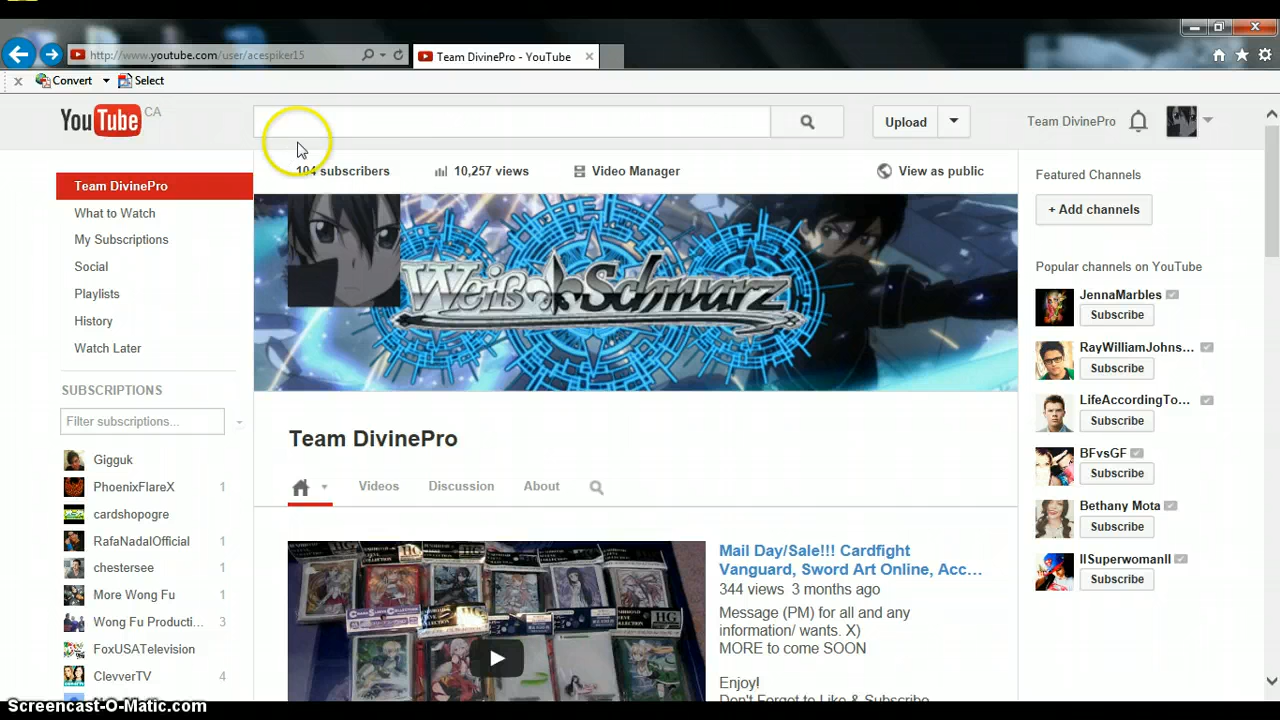 http://www.youtube.com/user/acespiker15
Team DivinePro - YouTube
Convert
Select
YouTube CA
Upload
Team DivinePro
104 subscribers
10,257 views
Video Manager
View as public
Team DivinePro
What to Watch
My Subscriptions
Social
Playlists
History
Watch Later
SUBSCRIPTIONS
Filter subscriptions...
Gigguk
PhoenixFlareX 1
cardshopogre
RafaNadalOfficial 1
chestersee 1
More Wong Fu 1
Wong Fu Producti... 3
FoxUSATelevision
ClevverTV 4
Weiß Schwarz
Team DivinePro
Videos
Discussion
About
Mail Day/Sale!!! Cardfight
Vanguard, Sword Art Online, Acc...
344 views 3 months ago
Message (PM) for all and any
information/ wants. X)
MORE to come SOON
Enjoy!
Don't Forget to Like & Subscribe
Featured Channels
+ Add channels
Popular channels on YouTube
JennaMarbles
Subscribe
RayWilliamJohns...
Subscribe
LifeAccordingTo...
Subscribe
BFvsGF
Subscribe
Bethany Mota
Subscribe
IISuperwomanII
Subscribe
Screencast-O-Matic.com